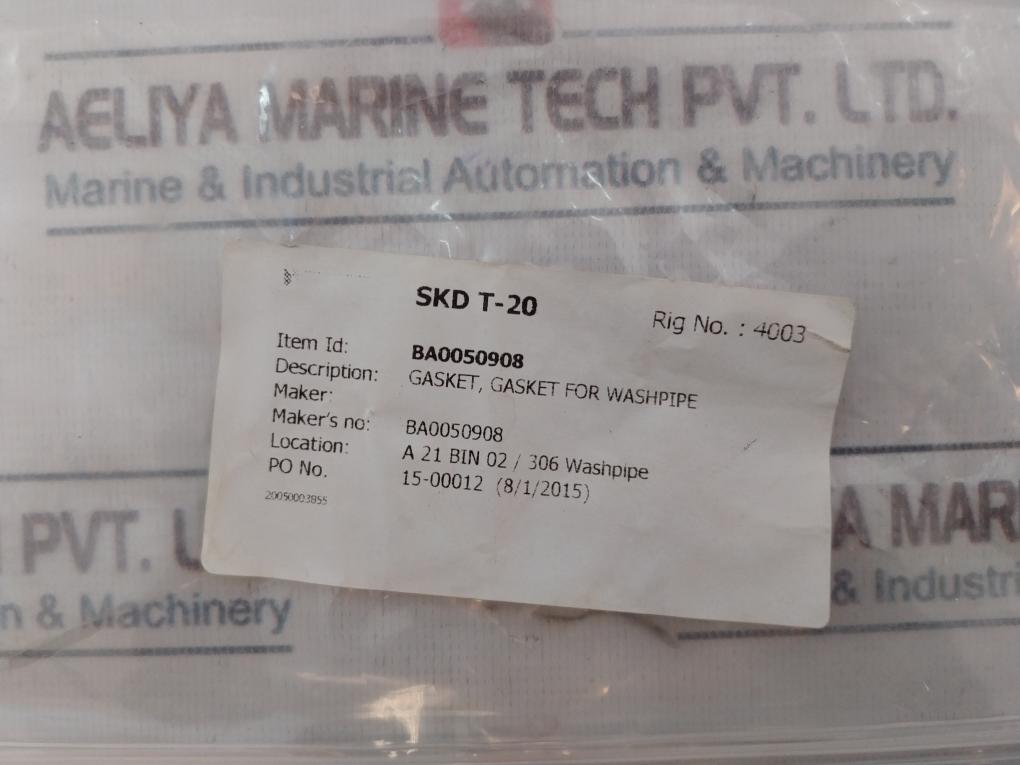 AELIYA MARINE TECH PVT. LTD.
Marine & Industrial Automation & Machinery
SKD T-20
Rig No. : 4003
Item Id: BA0050908
Description: GASKET, GASKET FOR WASHPIPE
Maker:
Maker's no: BA0050908
Location: A 21 BIN 02 / 306 Washpipe
PO No. 15-00012 (8/1/2015)
20050003855
PVT. L
A MARI
n & Machinery
& Industri